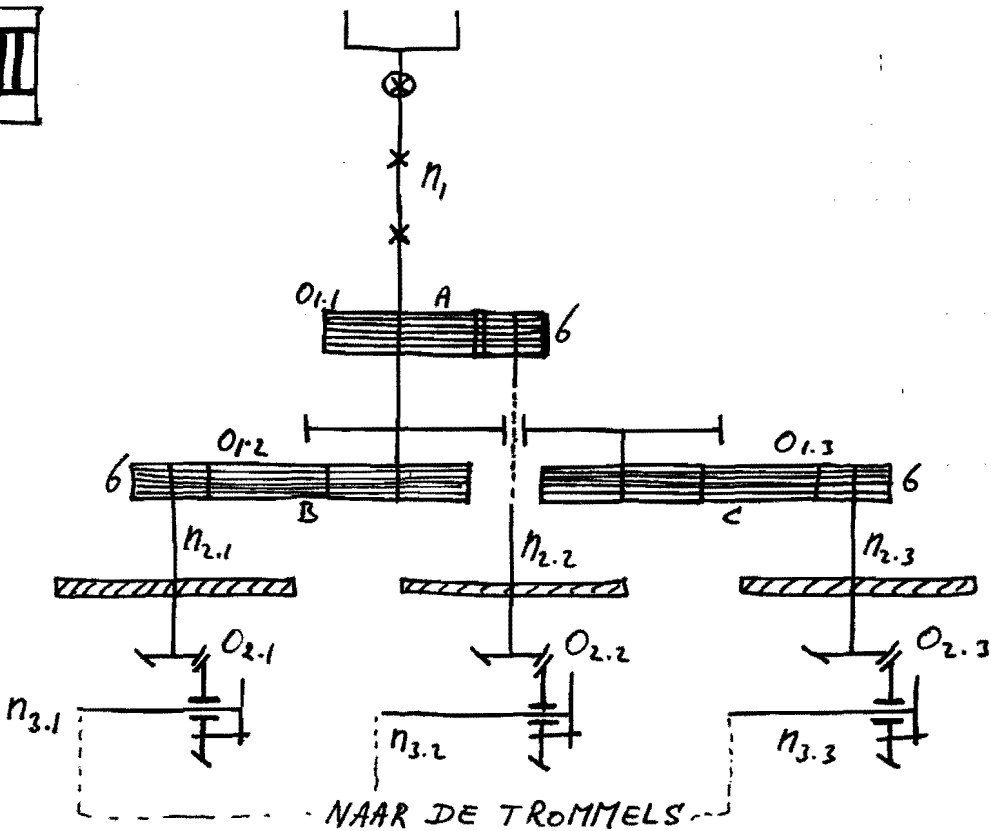 n₁
O₁.₁ A 6
O₁.₂ O₁.₃
6 6
B C
n₂.₁ n₂.₂ n₂.₃
O₂.₁ O₂.₂ O₂.₃
n₃.₁ n₃.₂ n₃.₃
NAAR DE TROMMELS